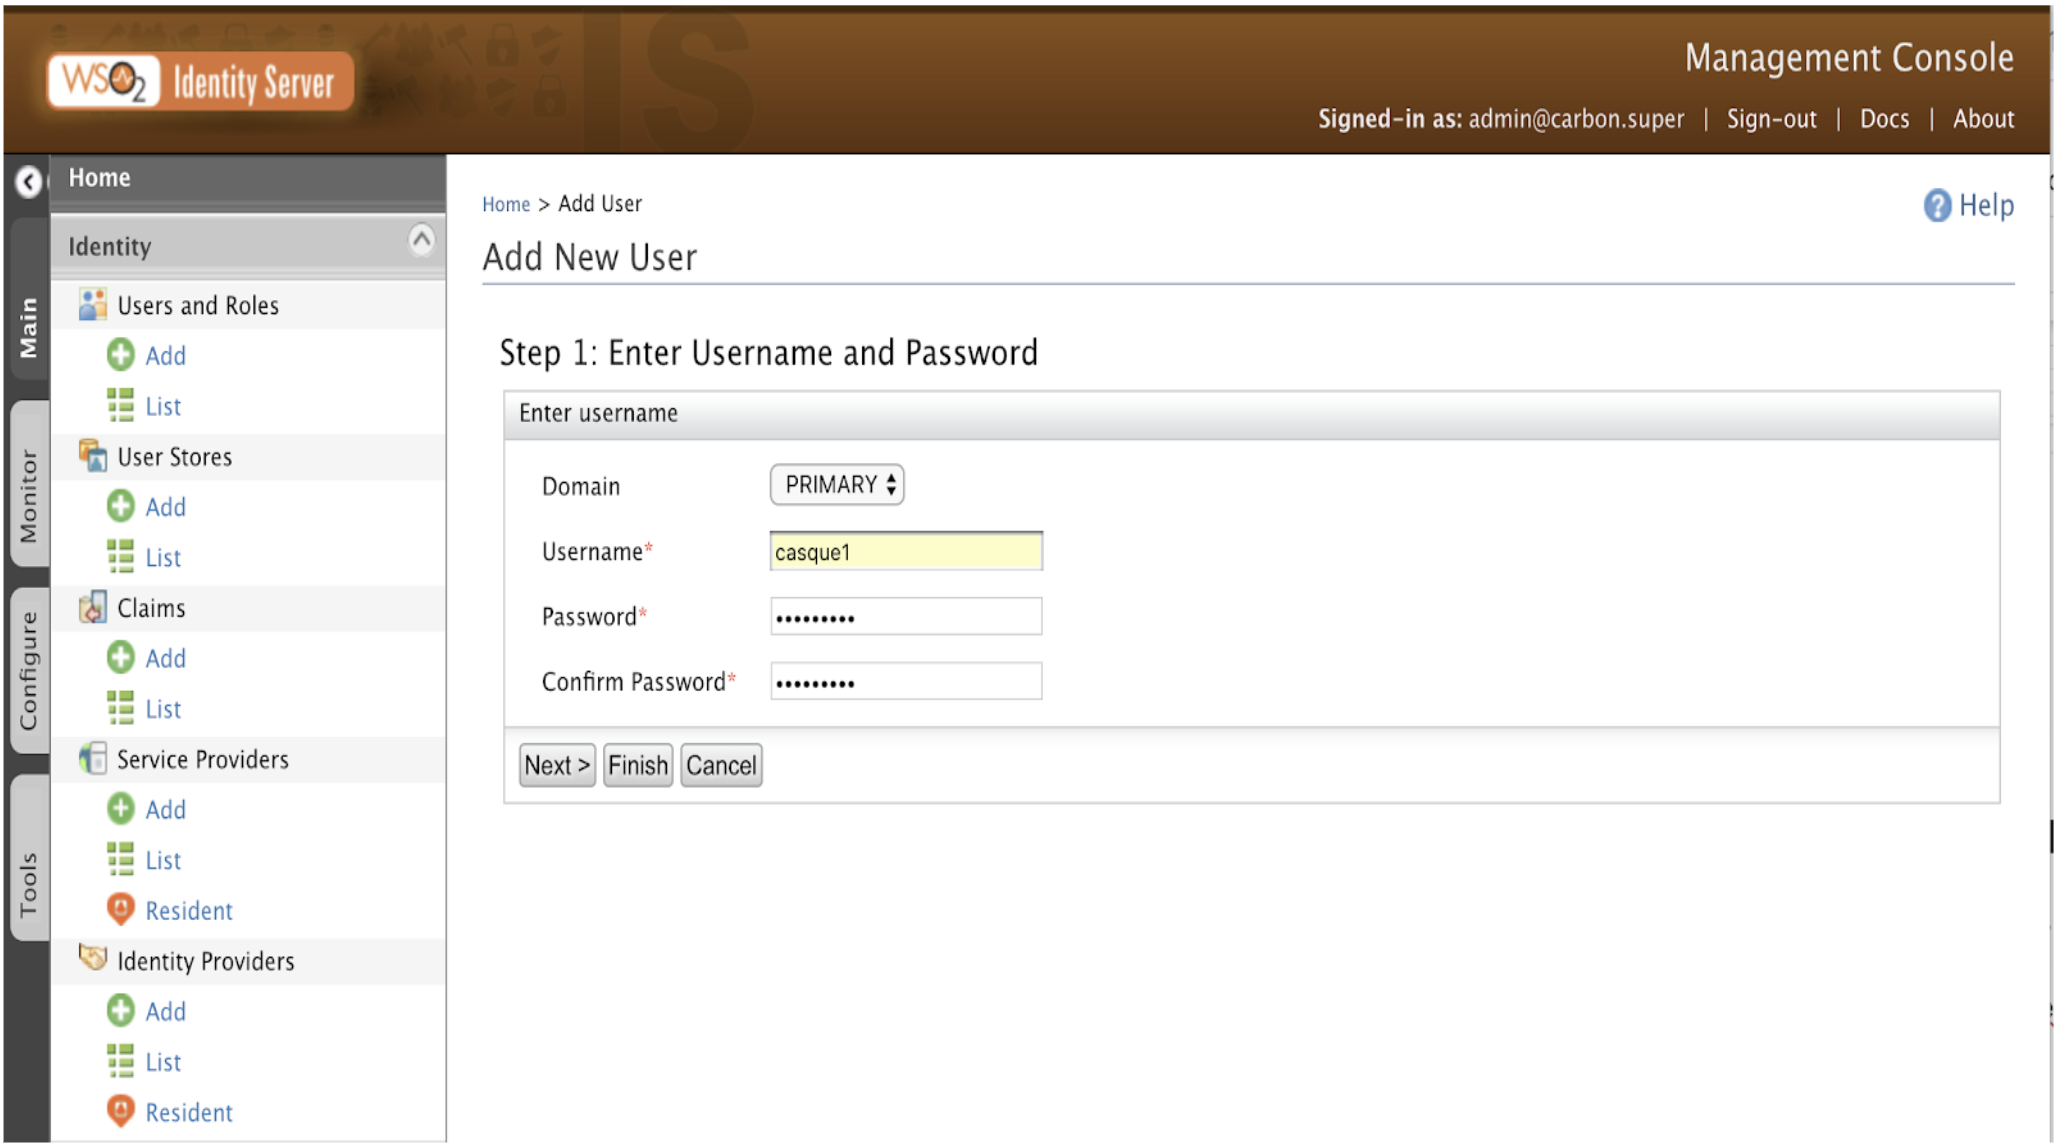 WSO2 Identity Server
Management Console
Signed-in as: admin@carbon.super | Sign-out | Docs | About
Home
Identity
Users and Roles
Add
List
User Stores
Add
List
Claims
Add
List
Service Providers
Add
List
Resident
Identity Providers
Add
List
Resident
Main
Monitor
Configure
Tools
Home > Add User
Help
Add New User
Step 1: Enter Username and Password
Enter username
Domain PRIMARY
Username* casque1
Password* •••••••••
Confirm Password* •••••••••
Next > Finish Cancel